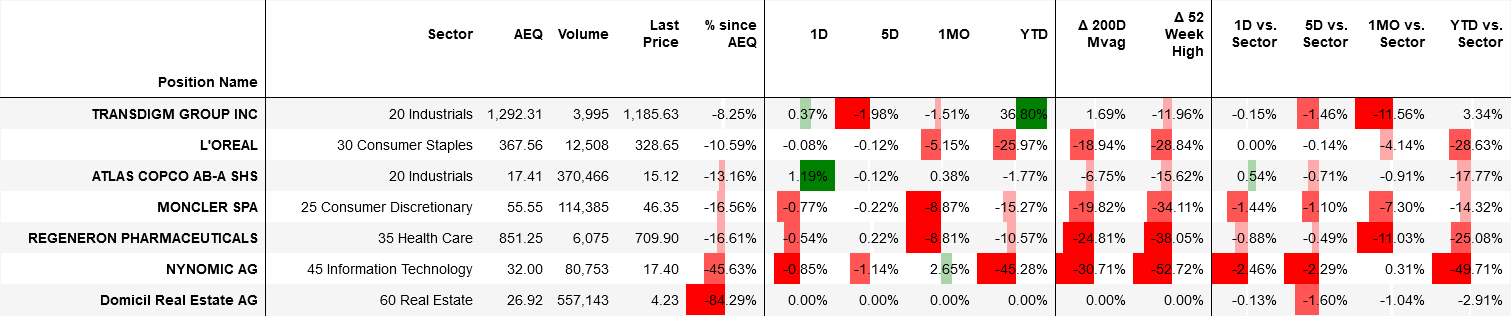 Position Name Sector AEQ Volume Last Price % since AEQ 1D 5D 1MO YTD Δ 200D Mvag Δ 52 Week High 1D vs. Sector 5D vs. Sector 1MO vs. Sector YTD vs. Sector
TRANSDIGM GROUP INC 20 Industrials 1,292.31 3,995 1,185.63 -8.25% 0.37% -1.98% -1.51% 36.80% 1.69% -11.96% -0.15% -1.46% -11.56% 3.34%
L'OREAL 30 Consumer Staples 367.56 12,508 328.65 -10.59% -0.08% -0.12% -5.15% -25.97% -18.94% -28.84% 0.00% -0.14% -4.14% -28.63%
ATLAS COPCO AB-A SHS 20 Industrials 17.41 370,466 15.12 -13.16% 1.19% -0.12% 0.38% -1.77% -6.75% -15.62% 0.54% -0.71% -0.91% -17.77%
MONCLER SPA 25 Consumer Discretionary 55.55 114,385 46.35 -16.56% -0.77% -0.22% -8.87% -15.27% -19.82% -34.11% -1.44% -1.10% -7.30% -14.32%
REGENERON PHARMACEUTICALS 35 Health Care 851.25 6,075 709.90 -16.61% -0.54% 0.22% -8.81% -10.57% -24.81% -38.05% -0.88% -0.49% -11.03% -25.08%
NYNOMIC AG 45 Information Technology 32.00 80,753 17.40 -45.63% -0.85% -1.14% 2.65% -45.28% -30.71% -52.72% -2.46% -2.29% 0.31% -49.71%
Domicil Real Estate AG 60 Real Estate 26.92 557,143 4.23 -84.29% 0.00% 0.00% 0.00% 0.00% 0.00% 0.00% -0.13% -1.60% -1.04% -2.91%